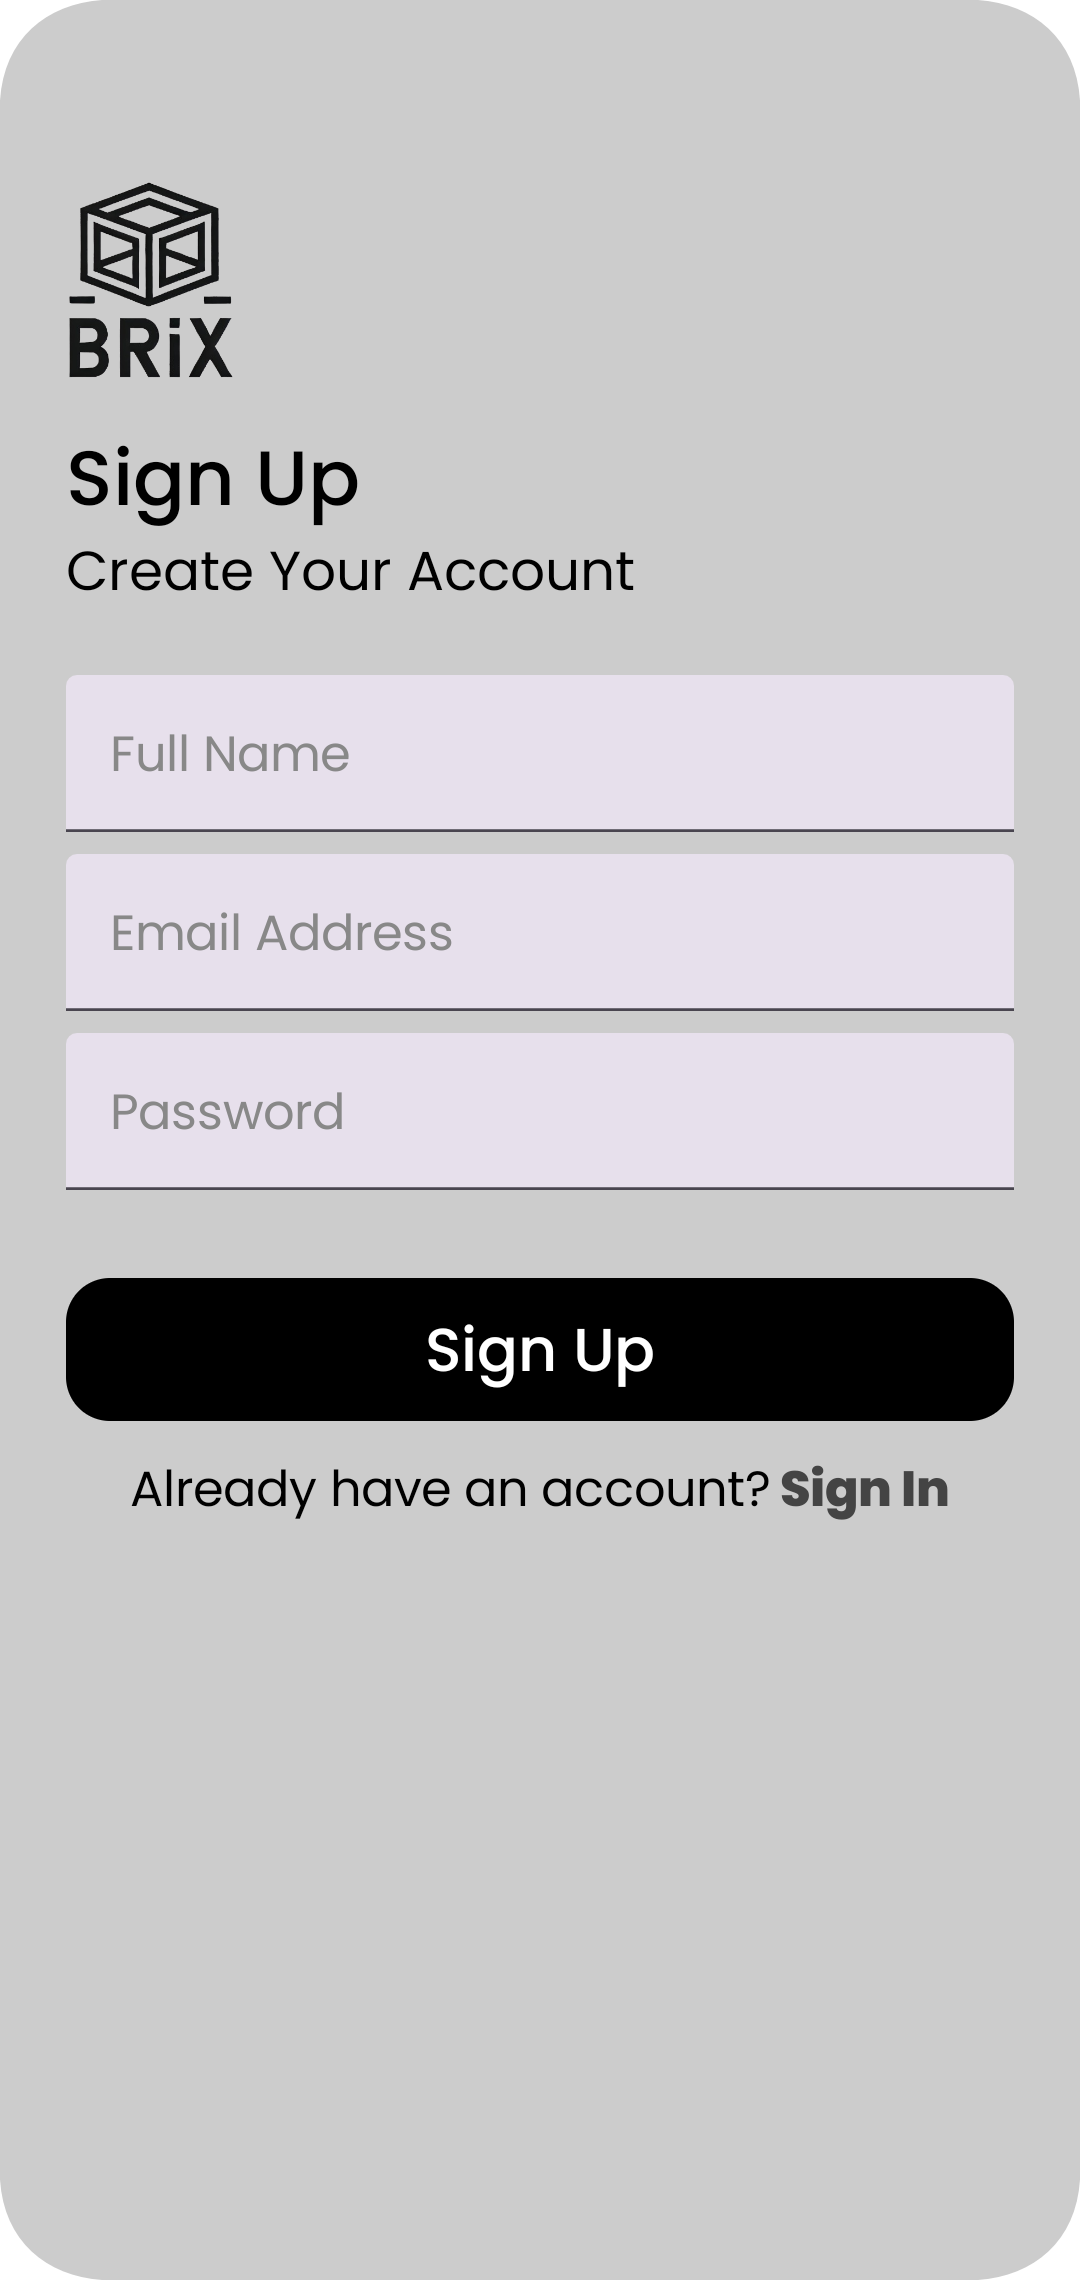 BRiX
Sign Up
Create Your Account
Full Name
Email Address
Password
Sign Up
Already have an account? Sign In